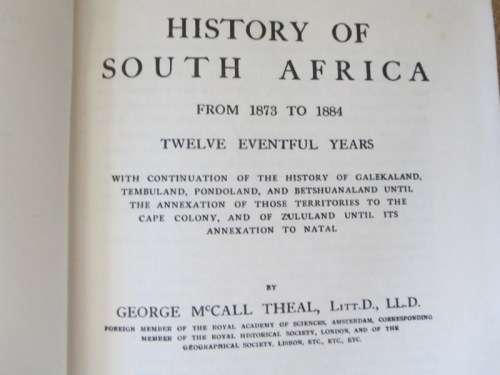 HISTORY OF
SOUTH AFRICA
FROM 1873 TO 1884
TWELVE EVENTFUL YEARS
WITH CONTINUATION OF THE HISTORY OF GALEKALAND,
TEMBULAND, PONDOLAND, AND BETSHUANALAND UNTIL
THE ANNEXATION OF THOSE TERRITORIES TO THE
CAPE COLONY, AND OF ZULULAND UNTIL ITS
ANNEXATION TO NATAL
BY
GEORGE McCALL THEAL, LITT.D., LL.D.
FOREIGN MEMBER OF THE ROYAL ACADEMY OF SCIENCES, AMSTERDAM, CORRESPONDING
MEMBER OF THE ROYAL HISTORICAL SOCIETY, LONDON, AND OF THE
GEOGRAPHICAL SOCIETY, LISBON, ETC., ETC., ETC.